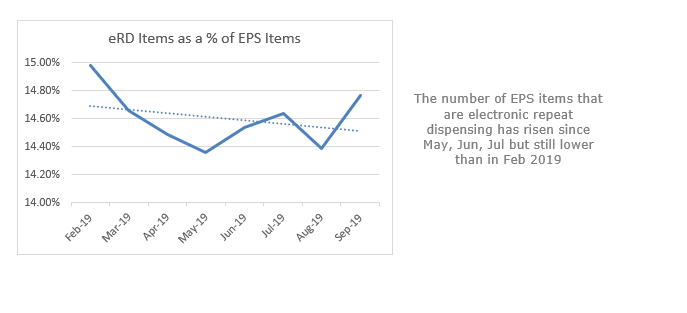 eRD Items as a % of EPS Items
15.00%
14.80%
14.60%
14.40%
14.20%
14.00%
Feb-19
Mar-19
Apr-19
May-19
Jun-19
Jul-19
Aug-19
Sep-19
The number of EPS items that
are electronic repeat
dispensing has risen since
May, Jun, Jul but still lower
than in Feb 2019